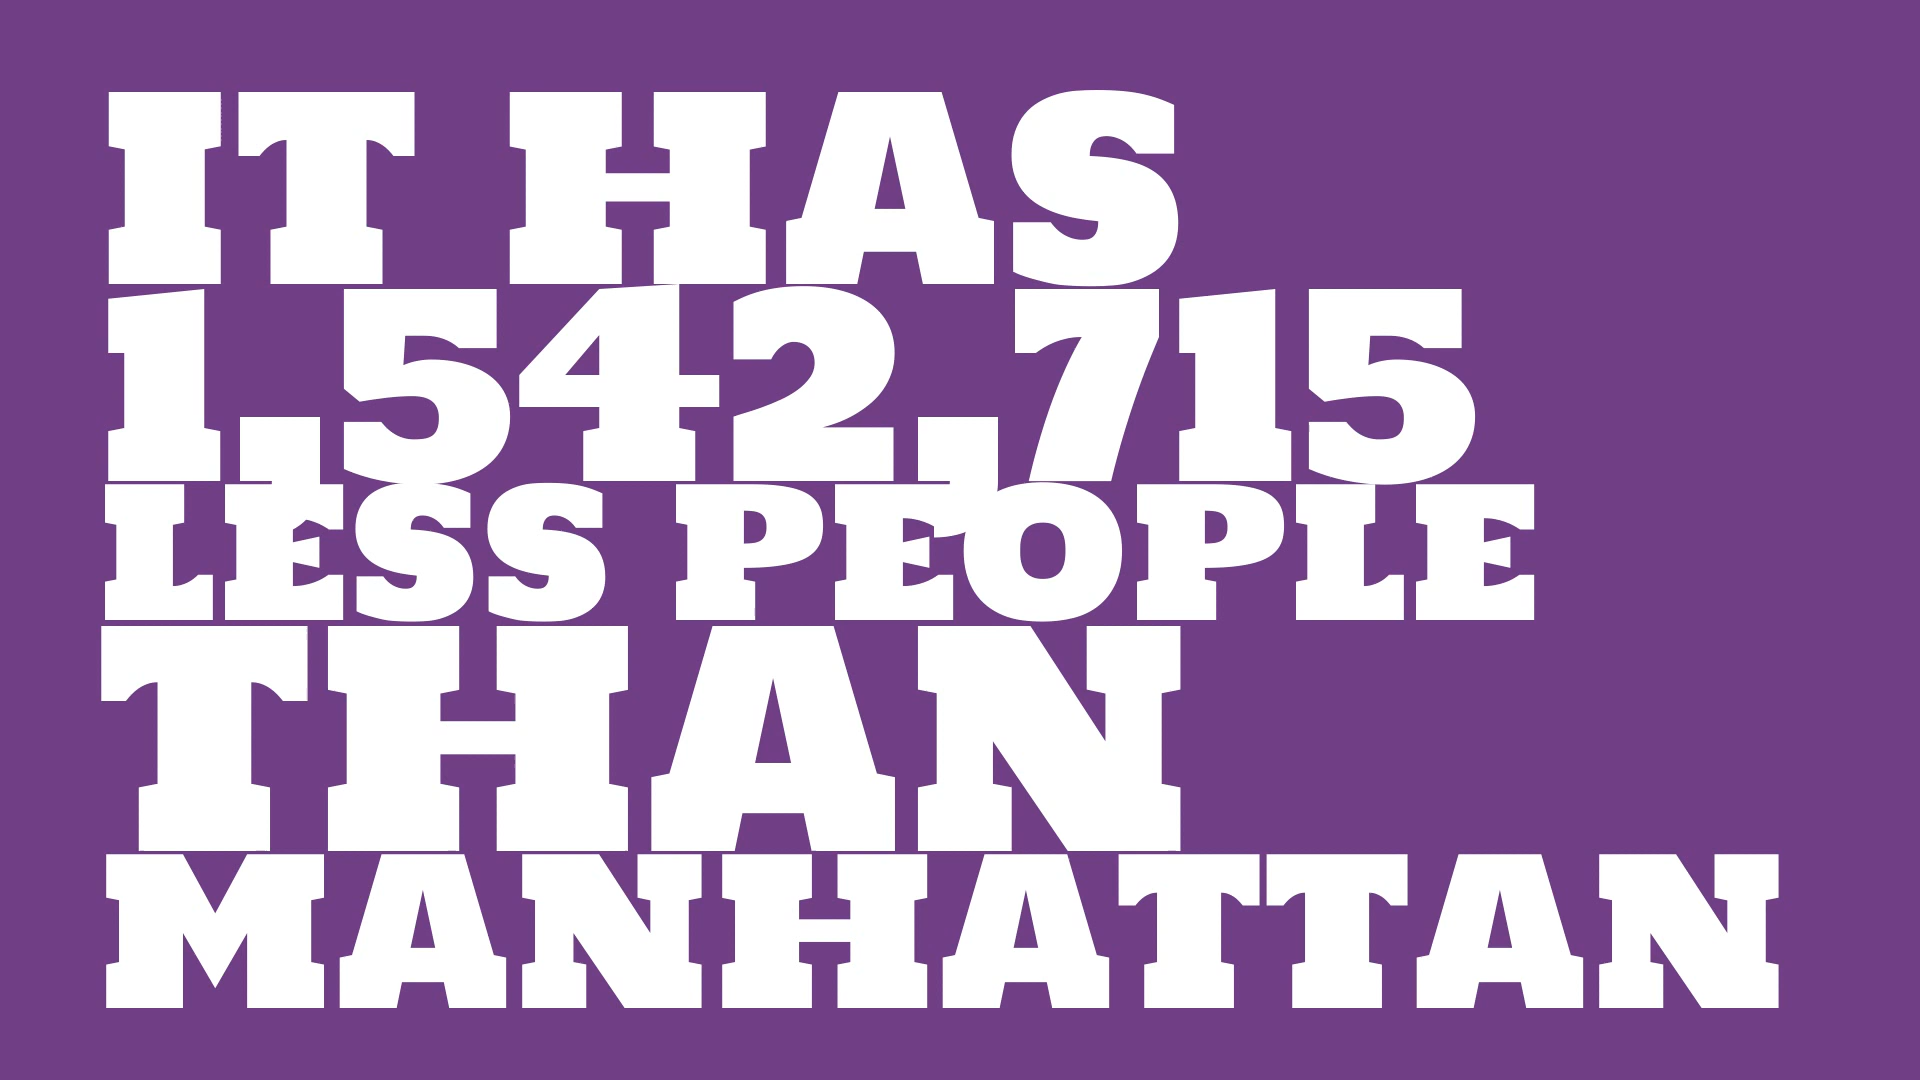 IT HAS
1,542,715
LESS PEOPLE
THAN
MANHATTAN